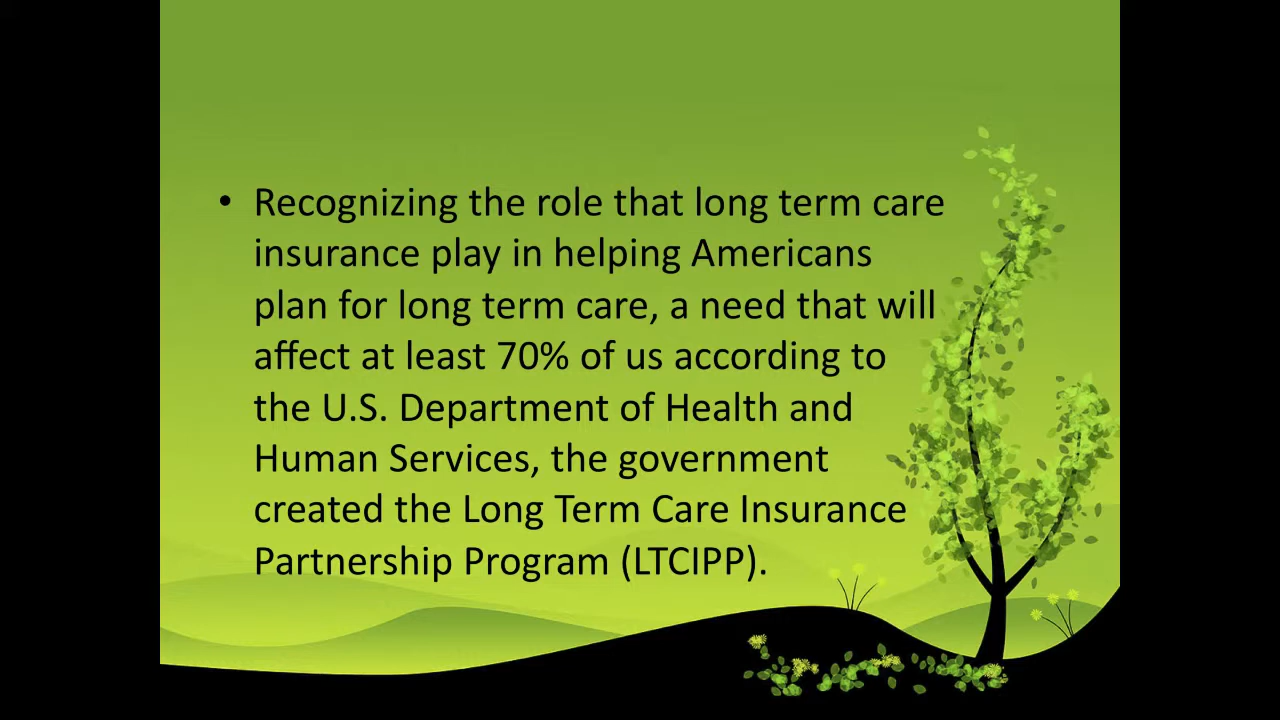 • Recognizing the role that long term care
insurance play in helping Americans
plan for long term care, a need that will
affect at least 70% of us according to
the U.S. Department of Health and
Human Services, the government
created the Long Term Care Insurance
Partnership Program (LTCIPP).